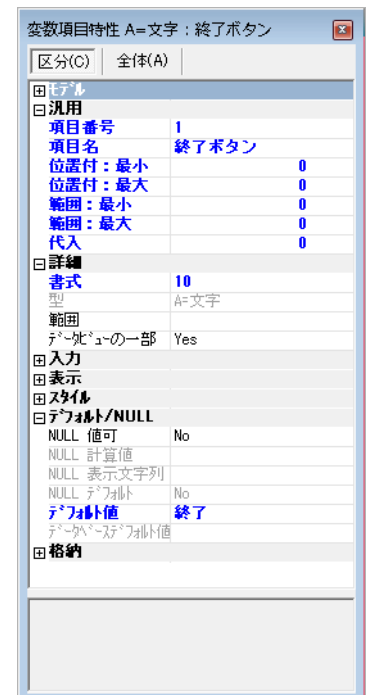 変数項目特性 A=文字:終了ボタン
区分(C) 全体(A)
モデル
汎用
項目番号 1
項目名 終了ボタン
位置付:最小 0
位置付:最大 0
範囲:最小 0
範囲:最大 0
代入 0
詳細
書式 10
型 A=文字
範囲
データビューの一部 Yes
入力
表示
スタイル
デフォルト/NULL
NULL 値可 No
NULL 計算値
NULL 表示文字列
NULL デフォルト No
デフォルト値 終了
データベースデフォルト値
格納